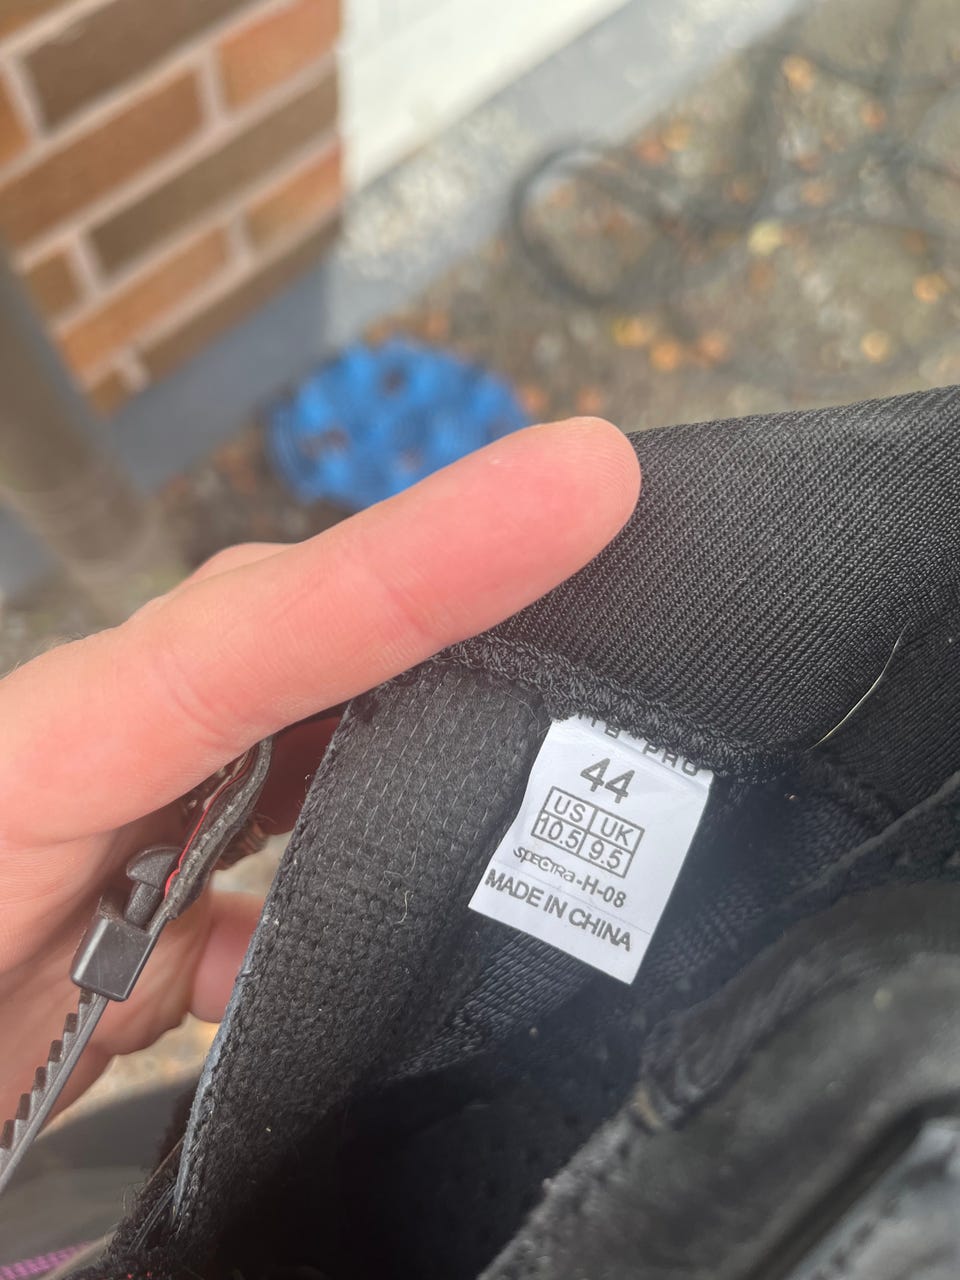 44
US UK
10.5 9.5
SPECTRA-H-08
MADE IN CHINA